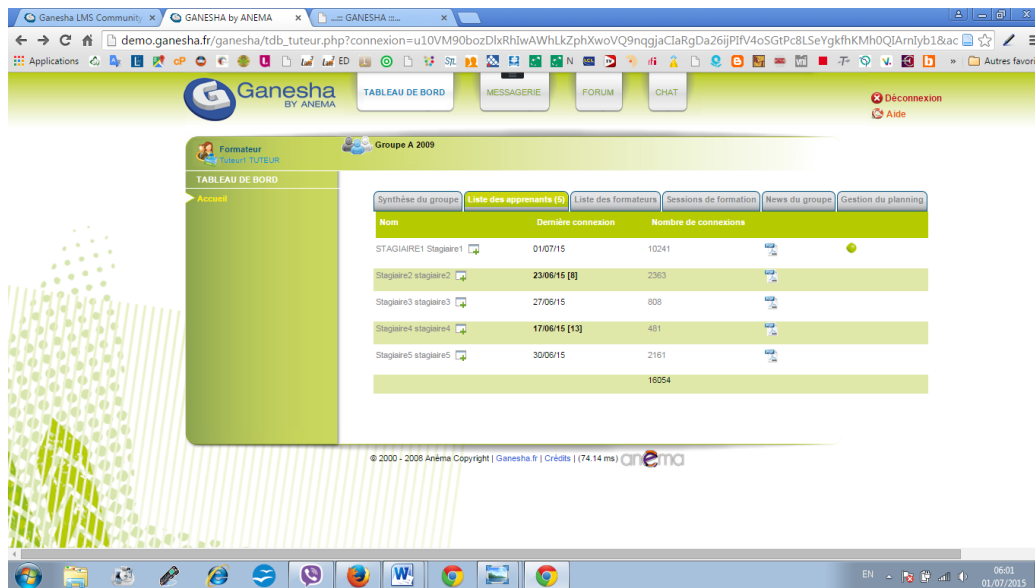 Ganesha LMS Community
GANESHA by ANEMA
..:: GANESHA ::...
demo.ganesha.fr/ganesha/tdb_tuteur.php?connexion=u10VM90bozDlxRhIwAWhLkZphXwoVQ9nqgjaCIaRgDa26ijPIfV4oSGtPc8LSeYgkfhKMh0QIArnIyb1&ac
Applications
ED
N
Autres favori
Ganesha
BY ANEMA
TABLEAU DE BORD
MESSAGERIE
FORUM
CHAT
Déconnexion
Aide
Formateur
Tuteur1 TUTEUR
Groupe A 2009
TABLEAU DE BORD
Accueil
Synthèse du groupe
Liste des apprenants (5)
Liste des formateurs
Sessions de formation
News du groupe
Gestion du planning
Nom Dernière connexion Nombre de connexions
STAGIAIRE1 Stagiaire1 01/07/15 10241
Stagiaire2 stagiaire2 23/06/15 [8] 2363
Stagiaire3 stagiaire3 27/06/15 808
Stagiaire4 stagiaire4 17/06/15 [13] 481
Stagiaire5 stagiaire5 30/06/15 2161
16054
© 2000 - 2008 Anéma Copyright | Ganesha.fr | Crédits | (74.14 ms) anema
EN
06:01
01/07/2015